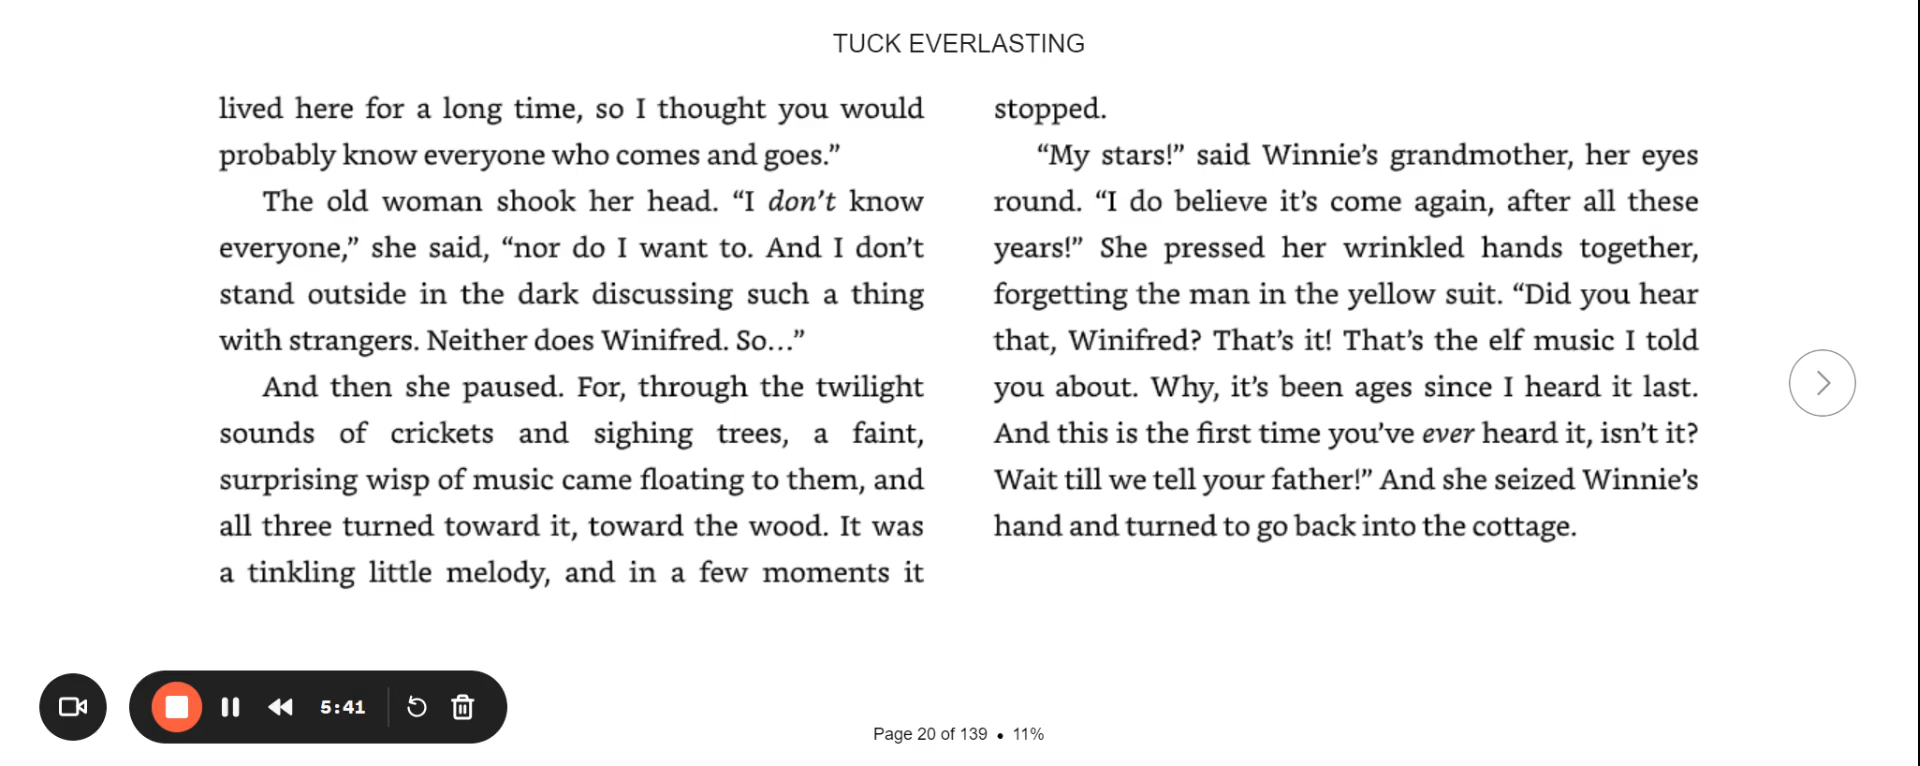 TUCK EVERLASTING
lived here for a long time, so I thought you would
probably know everyone who comes and goes.”
The old woman shook her head. “I don’t know
everyone,” she said, “nor do I want to. And I don’t
stand outside in the dark discussing such a thing
with strangers. Neither does Winifred. So…”
And then she paused. For, through the twilight
sounds of crickets and sighing trees, a faint,
surprising wisp of music came floating to them, and
all three turned toward it, toward the wood. It was
a tinkling little melody, and in a few moments it
stopped.
“My stars!” said Winnie’s grandmother, her eyes
round. “I do believe it’s come again, after all these
years!” She pressed her wrinkled hands together,
forgetting the man in the yellow suit. “Did you hear
that, Winifred? That’s it! That’s the elf music I told
you about. Why, it’s been ages since I heard it last.
And this is the first time you’ve ever heard it, isn’t it?
Wait till we tell your father!” And she seized Winnie’s
hand and turned to go back into the cottage.
5:41
Page 20 of 139 • 11%